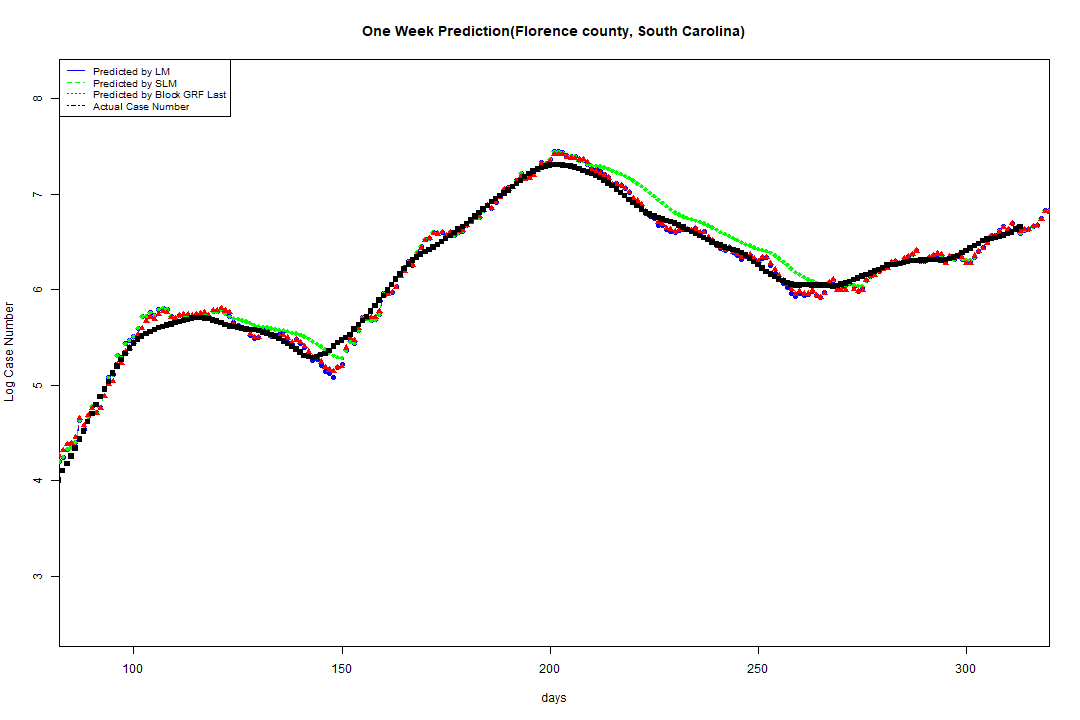 One Week Prediction(Florence county, South Carolina)
Predicted by LM
Predicted by SLM
Predicted by Block GRF Last
Actual Case Number
8
7
6
5
4
3
Log Case Number
100 150 200 250 300
days